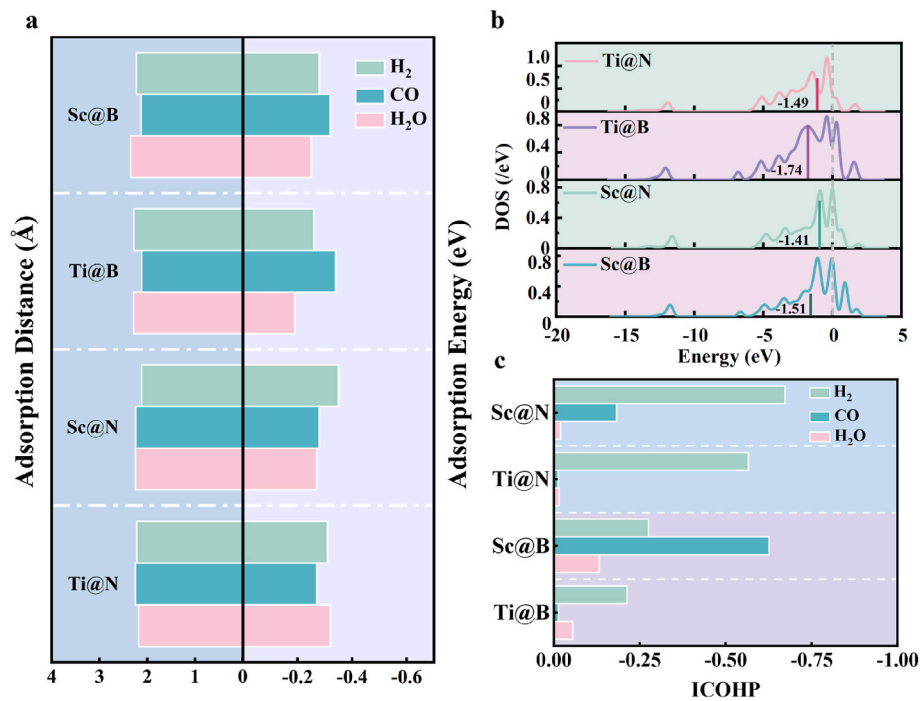 a
Adsorption Distance (Å)
Sc@B
Ti@B
Sc@N
Ti@N
H₂
CO
H₂O
4 3 2 1 0 -0.2 -0.4 -0.6
Adsorption Energy (eV)
b
DOS (/eV)
1.0
0.5
0
Ti@N
-1.49
0.8
0.4
0
Ti@B
-1.74
0.8
0.4
0
Sc@N
-1.41
0.8
0.4
0
Sc@B
-1.51
-20 -15 -10 -5 0 5
Energy (eV)
c
Sc@N
Ti@N
Sc@B
Ti@B
H₂
CO
H₂O
0.00 -0.25 -0.50 -0.75 -1.00
ICOHP